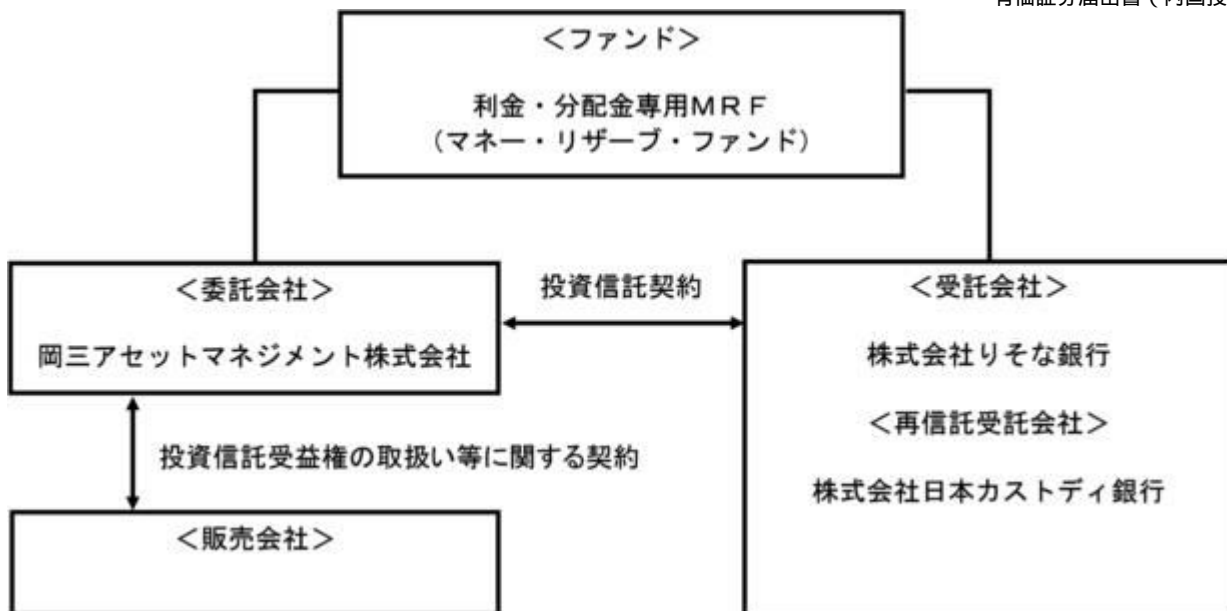 有価証券届出書（内国投
＜ファンド＞
利金・分配金専用ＭＲＦ
（マネー・リザーブ・ファンド）
＜委託会社＞
岡三アセットマネジメント株式会社
投資信託契約
＜受託会社＞
株式会社りそな銀行
＜再信託受託会社＞
株式会社日本カストディ銀行
投資信託受益権の取扱い等に関する契約
＜販売会社＞